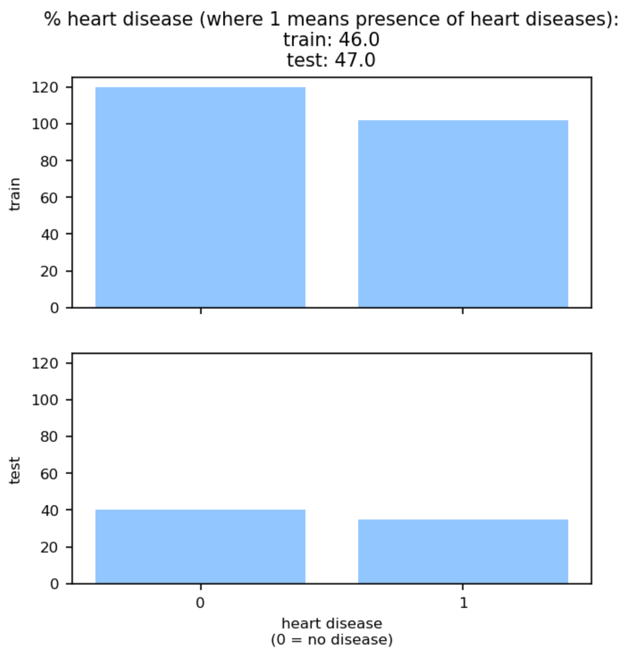 % heart disease (where 1 means presence of heart diseases):
train: 46.0
test: 47.0
120
100
80
60
40
20
0
train
120
100
80
60
40
20
0
test
0 1
heart disease
(0 = no disease)